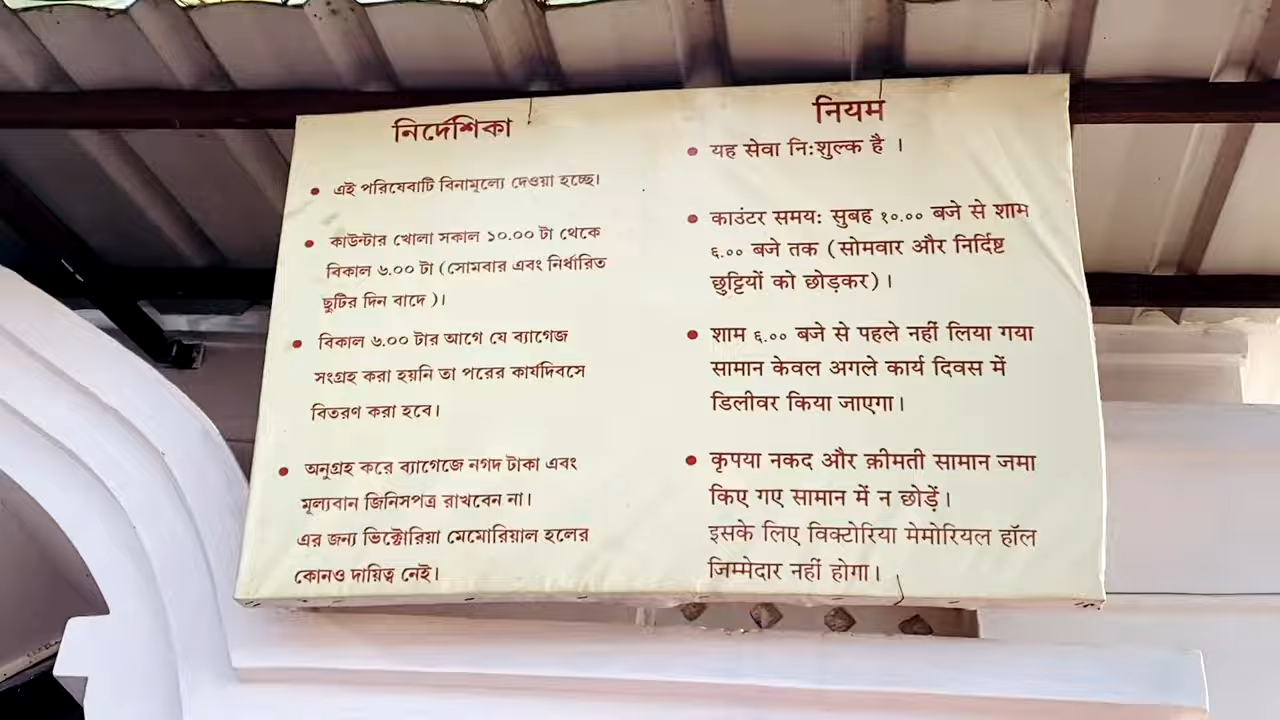 নির্দেশিকা
• এই পরিষেবাটি বিনামূল্যে দেওয়া হচ্ছে।
• কাউন্টার খোলা সকাল ১০.০০ টা থেকে
বিকাল ৬.০০ টা (সোমবার এবং নির্ধারিত
ছুটির দিন বাদে )।
• বিকাল ৬.০০ টার আগে যে ব্যাগেজ
সংগ্রহ করা হয়নি তা পরের কার্যদিবসে
বিতরণ করা হবে।
• অনুগ্রহ করে ব্যাগেজে নগদ টাকা এবং
মূল্যবান জিনিসপত্র রাখবেন না।
এর জন্য ভিক্টোরিয়া মেমোরিয়াল হলের
কোনও দায়িত্ব নেই।
नियम
• यह सेवा नि:शुल्क है ।
• काउंटर समय: सुबह १०.०० बजे से शाम
६.०० बजे तक (सोमवार और निर्दिष्ट
छुट्टियों को छोड़कर)।
• शाम ६.०० बजे से पहले नहीं लिया गया
सामान केवल अगले कार्य दिवस में
डिलीवर किया जाएगा।
• कृपया नकद और क़ीमती सामान जमा
किए गए सामान में न छोड़ें।
इसके लिए विक्टोरिया मेमोरियल हॉल
जिम्मेदार नहीं होगा।